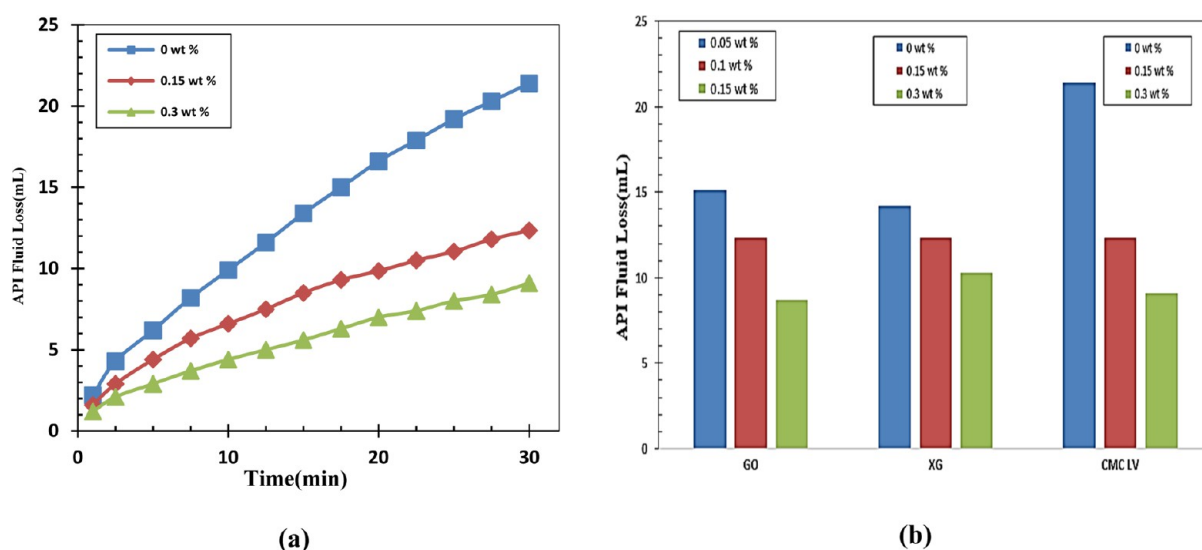 25
20
15
10
5
0
0
10
20
30
API Fluid Loss(mL)
Time(min)
0 wt %
0.15 wt %
0.3 wt %
(a)
25
20
15
10
5
0
API Fluid Loss(mL)
0.05 wt %
0.1 wt %
0.15 wt %
0 wt %
0.15 wt %
0.3 wt %
0 wt %
0.15 wt %
0.3 wt %
GO
XG
CMC LV
(b)